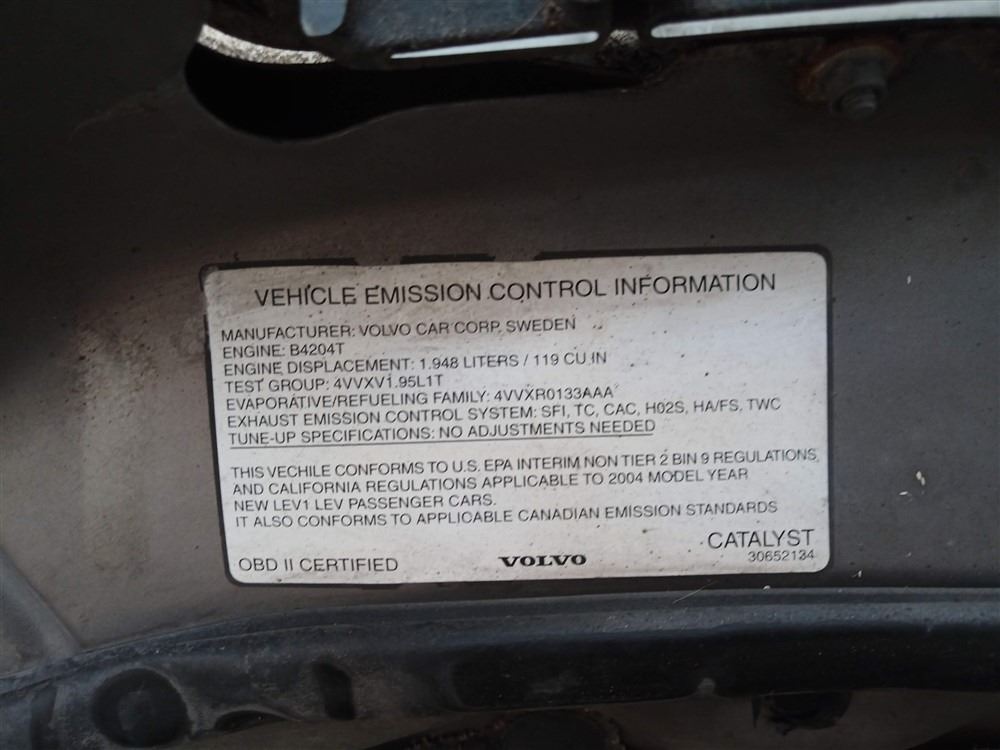 VEHICLE EMISSION CONTROL INFORMATION
MANUFACTURER: VOLVO CAR CORP. SWEDEN
ENGINE: B4204T
ENGINE DISPLACEMENT: 1.948 LITERS / 119 CU.IN
TEST GROUP: 4VVXV1.95L1T
EVAPORATIVE/REFUELING FAMILY: 4VVXR0133AAA
EXHAUST EMISSION CONTROL SYSTEM: SFI, TC, CAC, H02S, HA/FS, TWC
TUNE-UP SPECIFICATIONS: NO ADJUSTMENTS NEEDED
THIS VECHILE CONFORMS TO U.S. EPA INTERIM NON TIER 2 BIN 9 REGULATIONS,
AND CALIFORNIA REGULATIONS APPLICABLE TO 2004 MODEL YEAR
NEW LEV1 LEV PASSENGER CARS.
IT ALSO CONFORMS TO APPLICABLE CANADIAN EMISSION STANDARDS
OBD II CERTIFIED VOLVO CATALYST
30652134